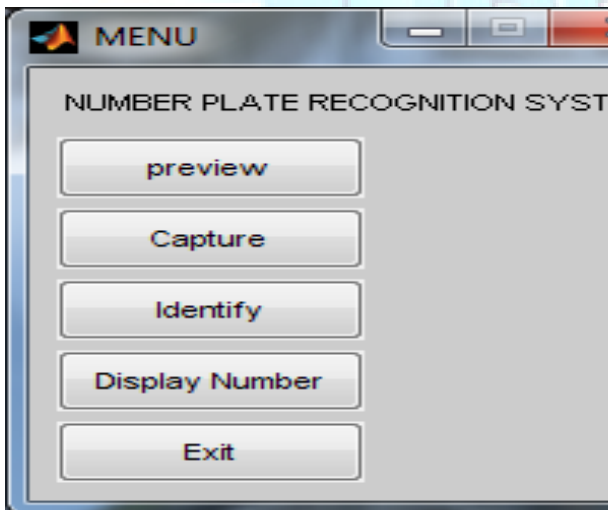 MENU
NUMBER PLATE RECOGNITION SYST
preview
Capture
Identify
Display Number
Exit